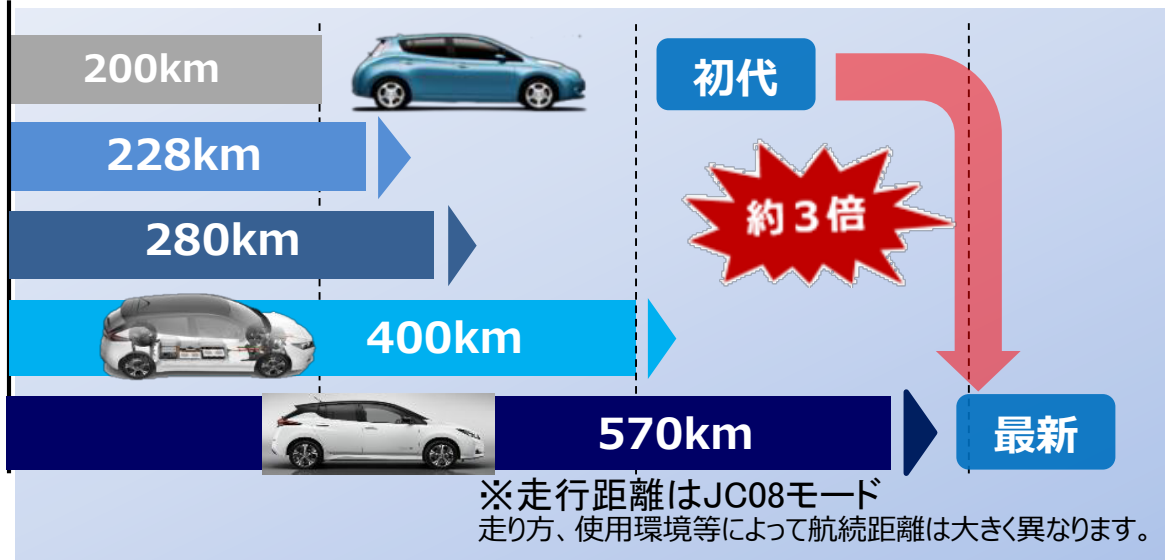 200km
初代
228km
約３倍
280km
400km
570km
最新
※走行距離はJC08モード
走り方、使用環境等によって航続距離は大きく異なります。